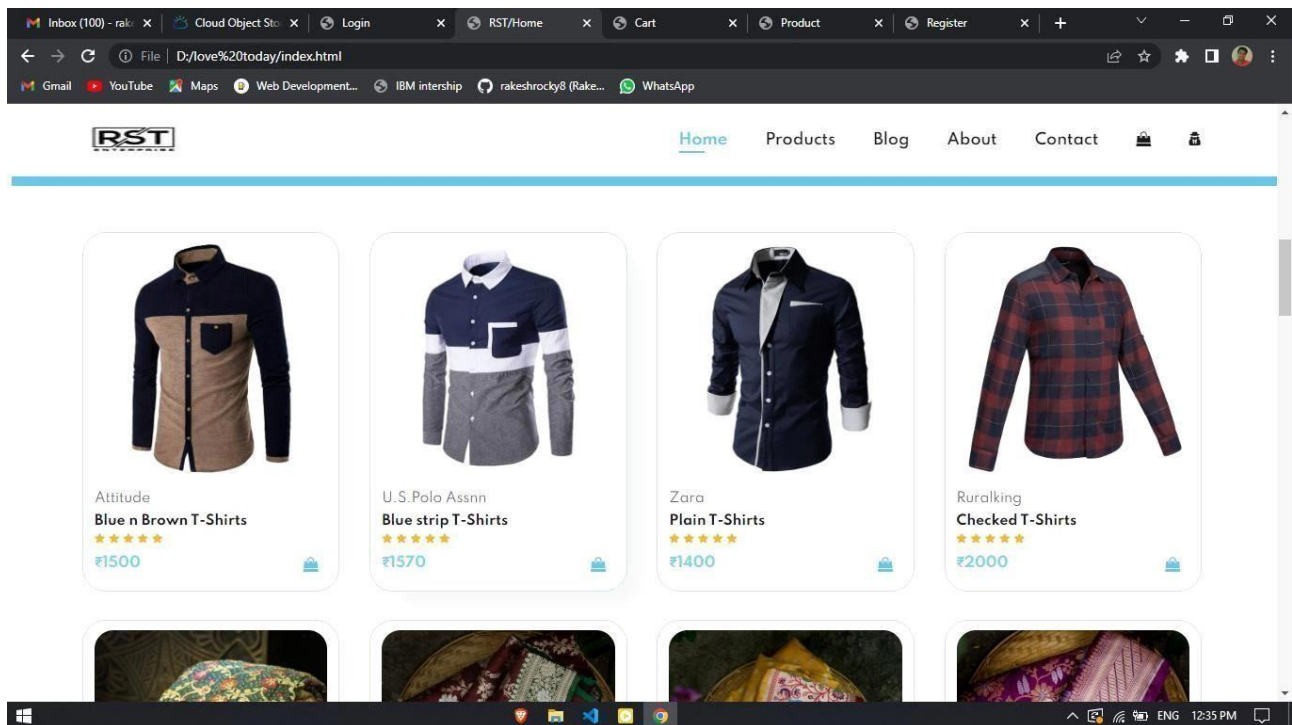 Inbox (100) - rak
Cloud Object Sto
Login
RST/Home
Cart
Product
Register
File
D:/love%20today/index.html
Gmail
YouTube
Maps
Web Development...
IBM intership
rakeshrocky8 (Rake...
WhatsApp
RST
ENTERPRISE
Home
Products
Blog
About
Contact
Attitude
Blue n Brown T-Shirts
₹1500
U.S.Polo Assnn
Blue strip T-Shirts
₹1570
Zara
Plain T-Shirts
₹1400
Ruralking
Checked T-Shirts
₹2000
ENG
12:35 PM